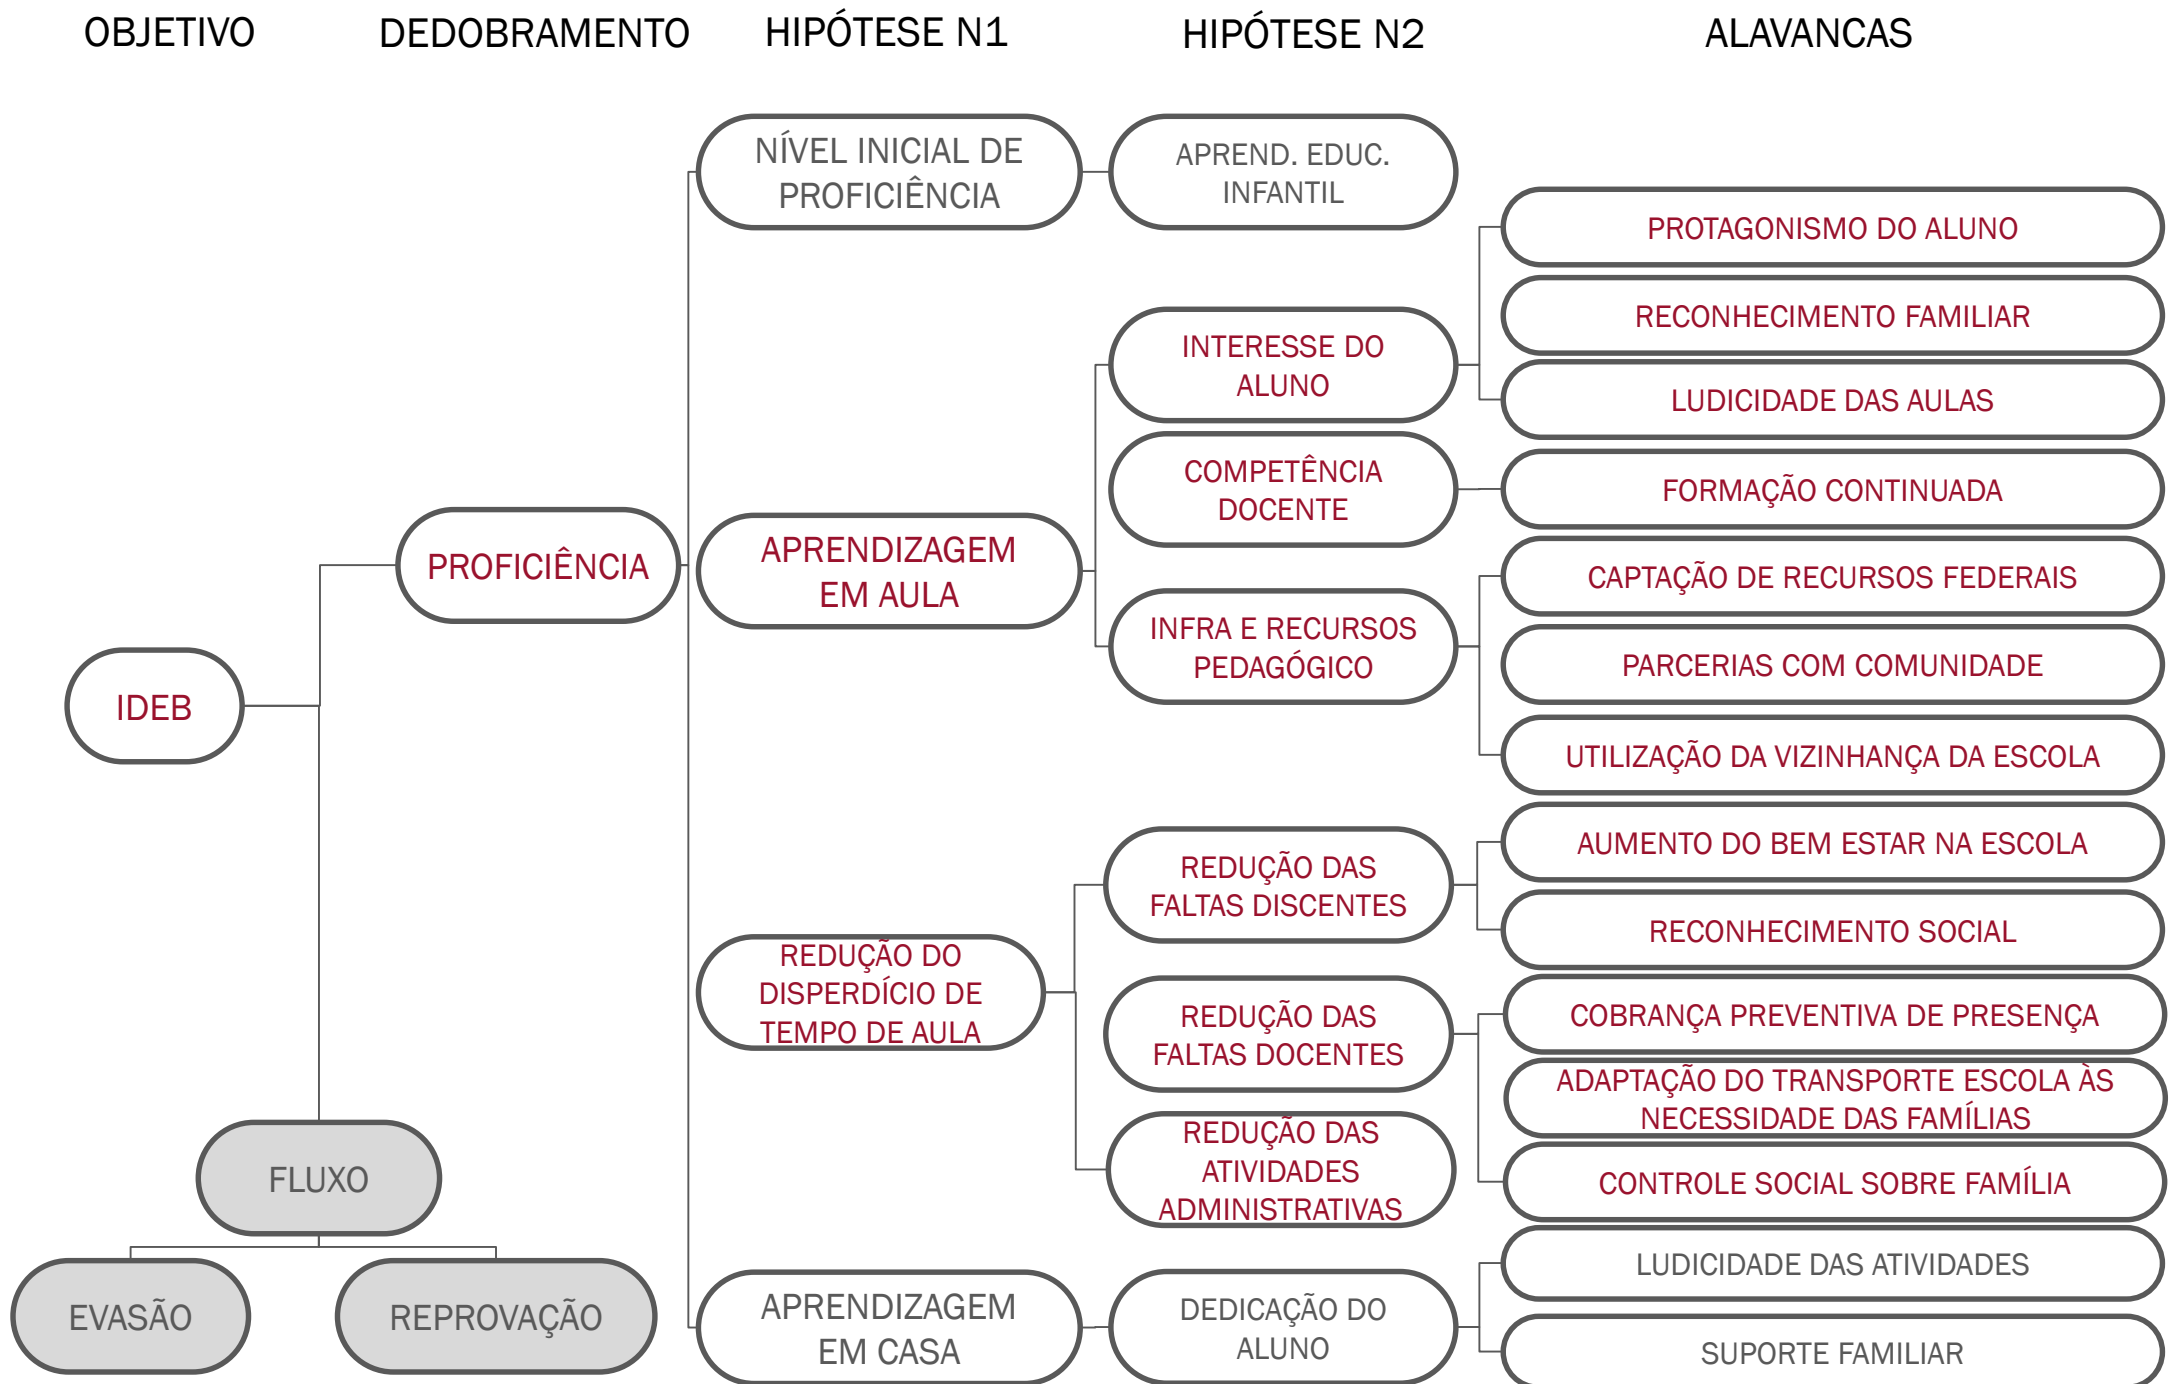 OBJETIVO
DEDOBRAMENTO
HIPÓTESE N1
HIPÓTESE N2
ALAVANCAS
IDEB
PROFICIÊNCIA
FLUXO
EVASÃO
REPROVAÇÃO
NÍVEL INICIAL DE
PROFICIÊNCIA
APRENDIZAGEM
EM AULA
REDUÇÃO DO
DISPERDÍCIO DE
TEMPO DE AULA
APRENDIZAGEM
EM CASA
APREND. EDUC.
INFANTIL
INTERESSE DO
ALUNO
COMPETÊNCIA
DOCENTE
INFRA E RECURSOS
PEDAGÓGICO
REDUÇÃO DAS
FALTAS DISCENTES
REDUÇÃO DAS
FALTAS DOCENTES
REDUÇÃO DAS
ATIVIDADES
ADMINISTRATIVAS
DEDICAÇÃO DO
ALUNO
PROTAGONISMO DO ALUNO
RECONHECIMENTO FAMILIAR
LUDICIDADE DAS AULAS
FORMAÇÃO CONTINUADA
CAPTAÇÃO DE RECURSOS FEDERAIS
PARCERIAS COM COMUNIDADE
UTILIZAÇÃO DA VIZINHANÇA DA ESCOLA
AUMENTO DO BEM ESTAR NA ESCOLA
RECONHECIMENTO SOCIAL
COBRANÇA PREVENTIVA DE PRESENÇA
ADAPTAÇÃO DO TRANSPORTE ESCOLA ÀS
NECESSIDADE DAS FAMÍLIAS
CONTROLE SOCIAL SOBRE FAMÍLIA
LUDICIDADE DAS ATIVIDADES
SUPORTE FAMILIAR